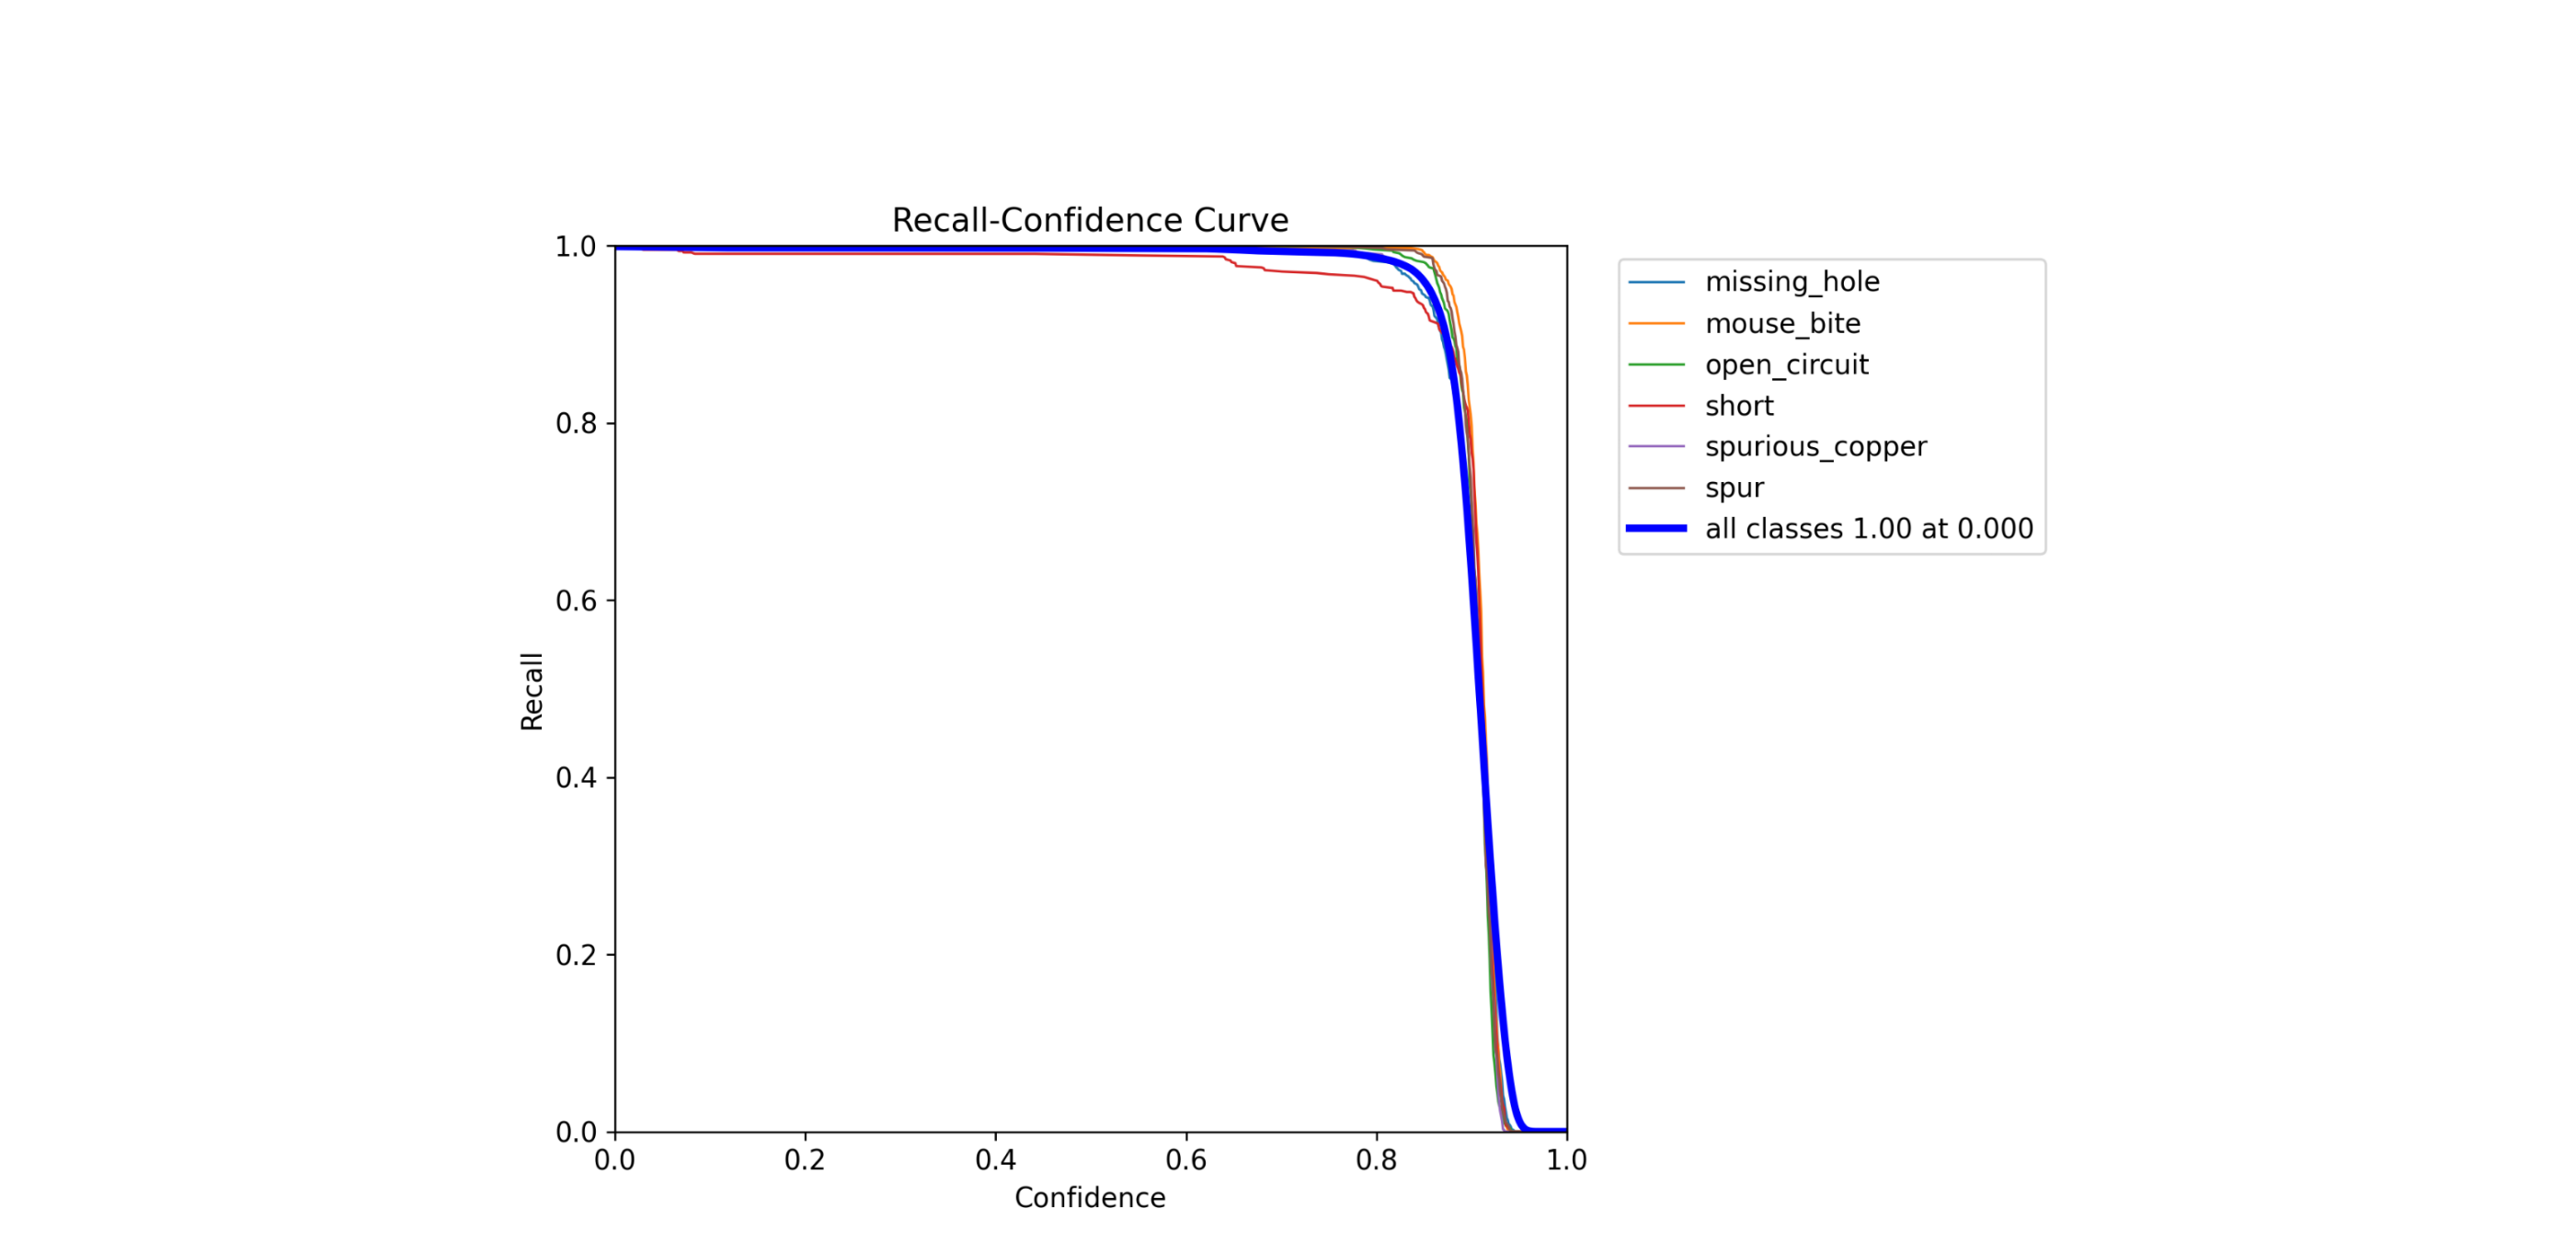 Recall-Confidence Curve
1.0
0.8
0.6
0.4
0.2
0.0
Recall
0.0 0.2 0.4 0.6 0.8 1.0
Confidence
missing_hole
mouse_bite
open_circuit
short
spurious_copper
spur
all classes 1.00 at 0.000